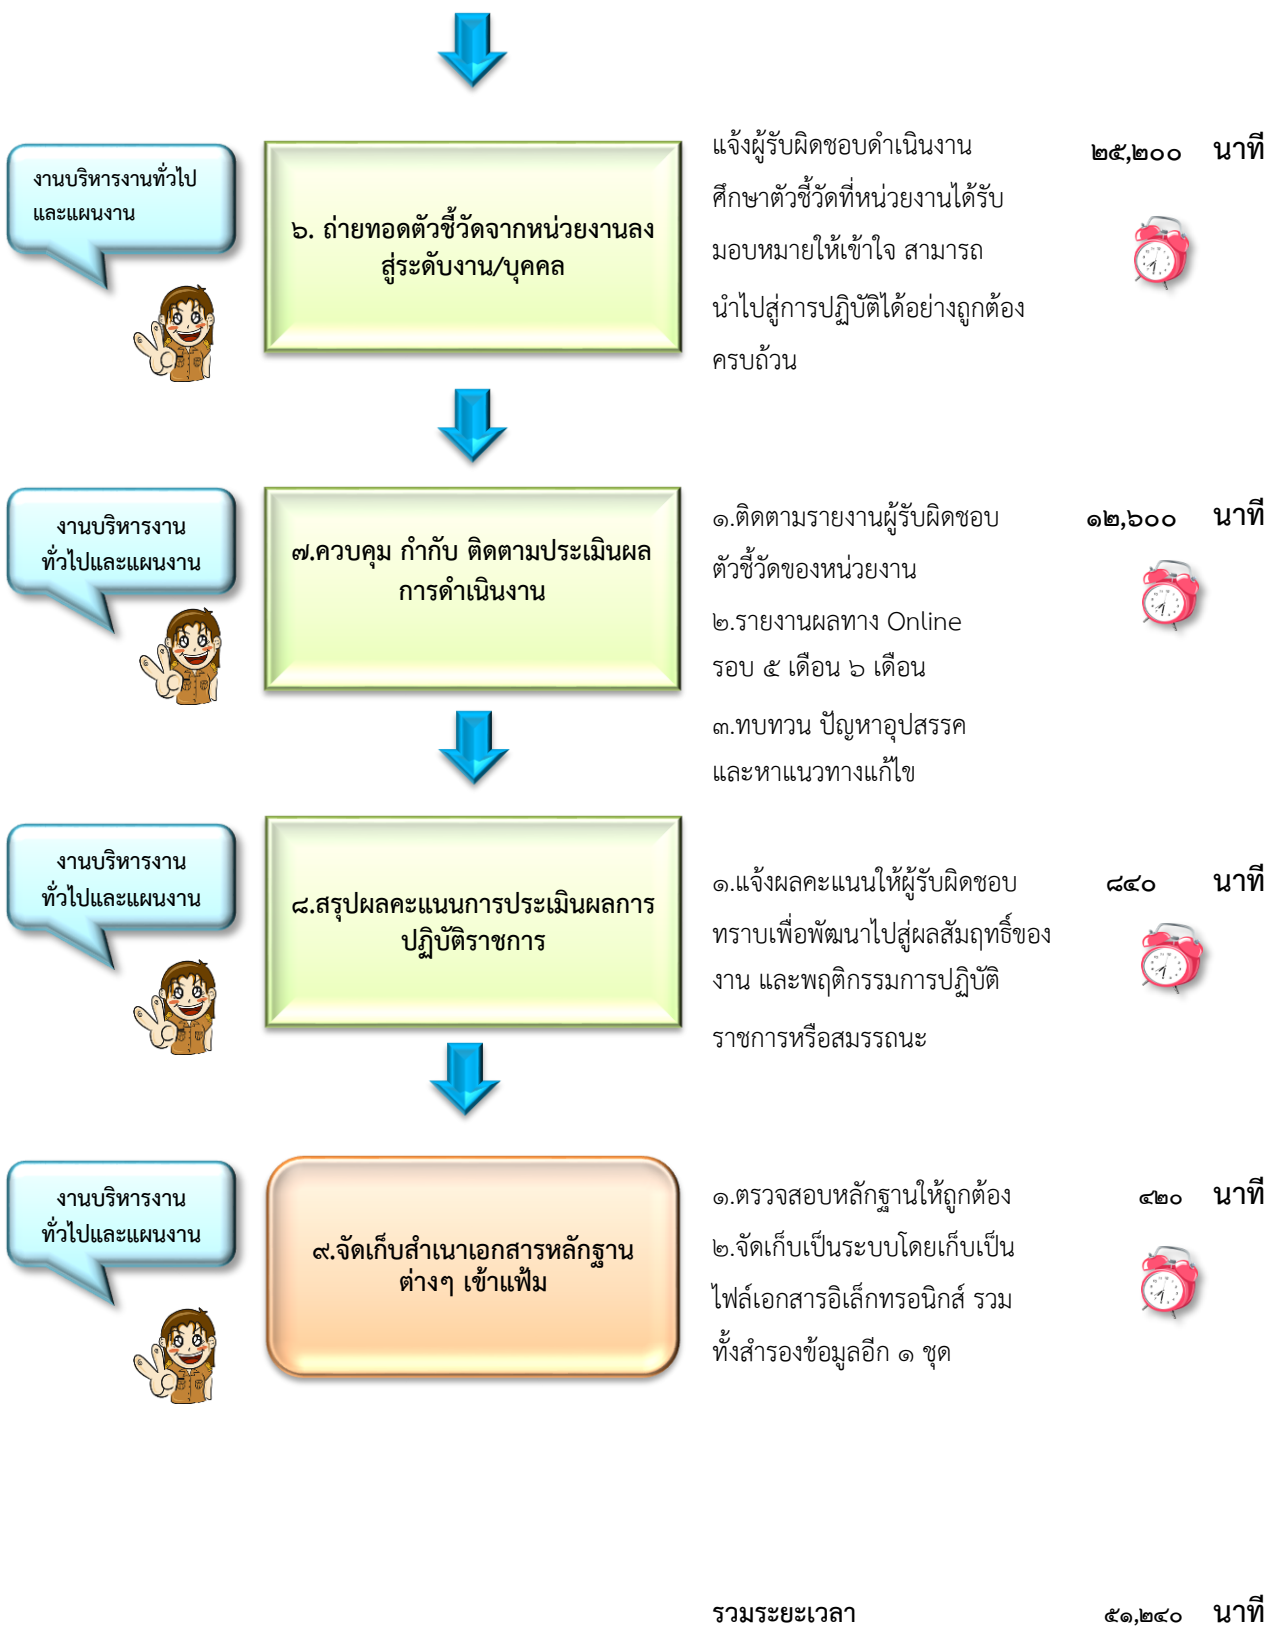 งานบริหารงานทั่วไป
และแผนงาน
๖. ถ่ายทอดตัวชี้วัดจากหน่วยงานลง
สู่ระดับงาน/บุคคล
แจ้งผู้รับผิดชอบดำเนินงาน
ศึกษาตัวชี้วัดที่หน่วยงานได้รับ
มอบหมายให้เข้าใจ สามารถ
นำไปสู่การปฏิบัติได้อย่างถูกต้อง
ครบถ้วน
๒๕,๒๐๐ นาที
งานบริหารงาน
ทั่วไปและแผนงาน
๗.ควบคุม กำกับ ติดตามประเมินผล
การดำเนินงาน
๑.ติดตามรายงานผู้รับผิดชอบ
ตัวชี้วัดของหน่วยงาน
๒.รายงานผลทาง Online
รอบ ๕ เดือน ๖ เดือน
๓.ทบทวน ปัญหาอุปสรรค
และหาแนวทางแก้ไข
๑๒,๖๐๐ นาที
งานบริหารงาน
ทั่วไปและแผนงาน
๘.สรุปผลคะแนนการประเมินผลการ
ปฏิบัติราชการ
๑.แจ้งผลคะแนนให้ผู้รับผิดชอบ
ทราบเพื่อพัฒนาไปสู่ผลสัมฤทธิ์ของ
งาน และพฤติกรรมการปฏิบัติ
ราชการหรือสมรรถนะ
๘๔๐ นาที
งานบริหารงาน
ทั่วไปและแผนงาน
๙.จัดเก็บสำเนาเอกสารหลักฐาน
ต่างๆ เข้าแฟ้ม
๑.ตรวจสอบหลักฐานให้ถูกต้อง
๒.จัดเก็บเป็นระบบโดยเก็บเป็น
ไฟล์เอกสารอิเล็กทรอนิกส์ รวม
ทั้งสำรองข้อมูลอีก ๑ ชุด
๔๒๐ นาที
รวมระยะเวลา ๕๑,๒๔๐ นาที